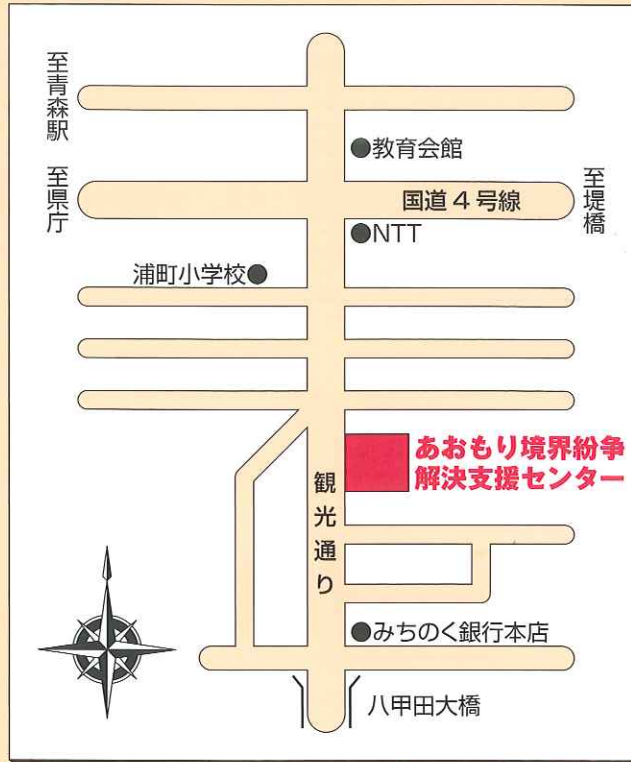 至青森駅
教育会館
至県庁
国道4号線
至堤橋
NTT
浦町小学校
あおもり境界紛争
解決支援センター
観光通り
みちのく銀行本店
八甲田大橋